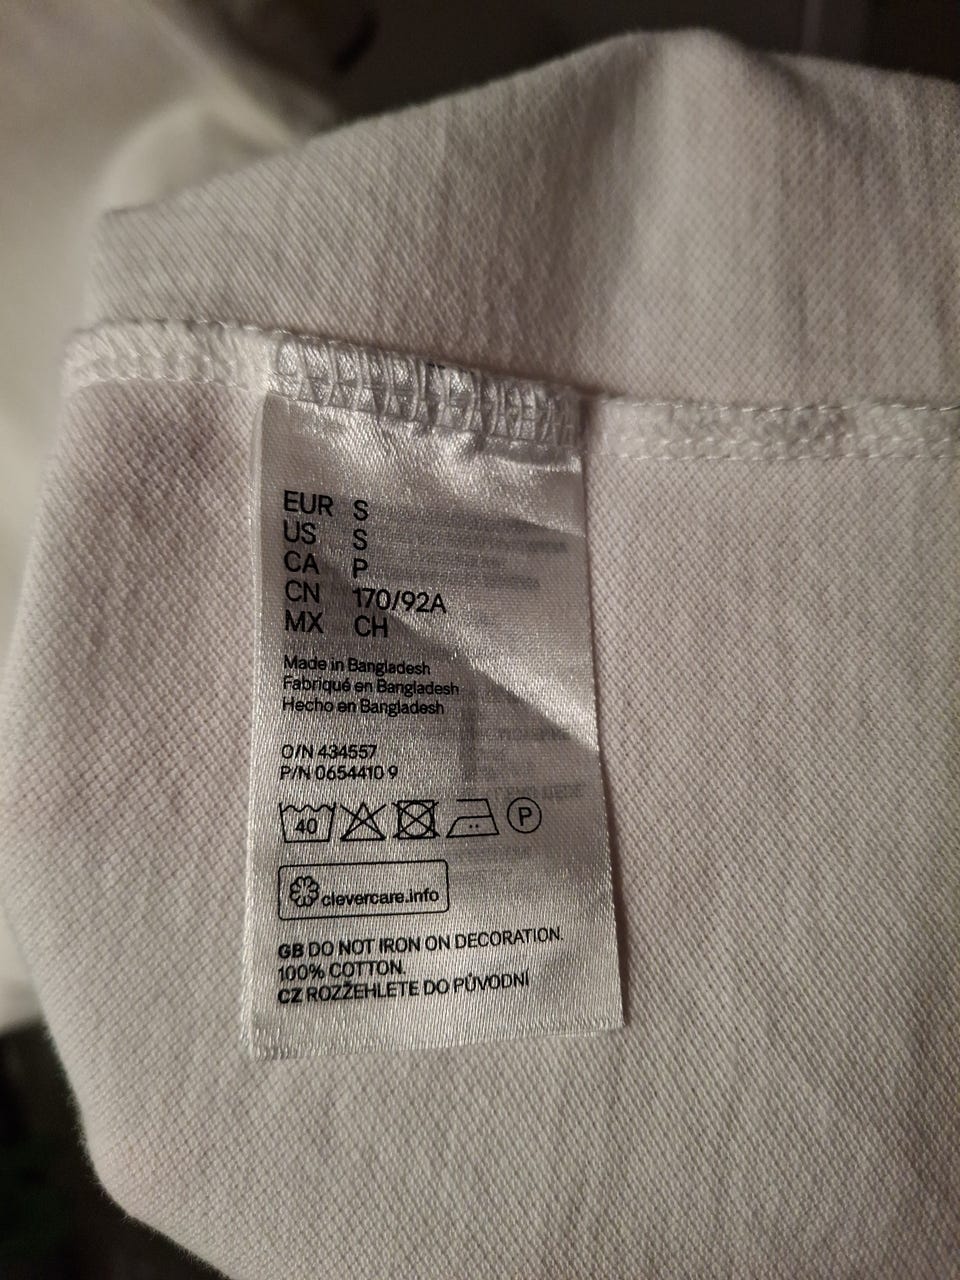 EUR S
US S
CA P
CN 170/92A
MX CH
Made in Bangladesh
Fabriqué en Bangladesh
Hecho en Bangladesh
O/N 434557
P/N 0654410 9
40 P
clevercare.info
GB DO NOT IRON ON DECORATION.
100% COTTON.
CZ ROZŽEHLETE DO PŮVODNÍ